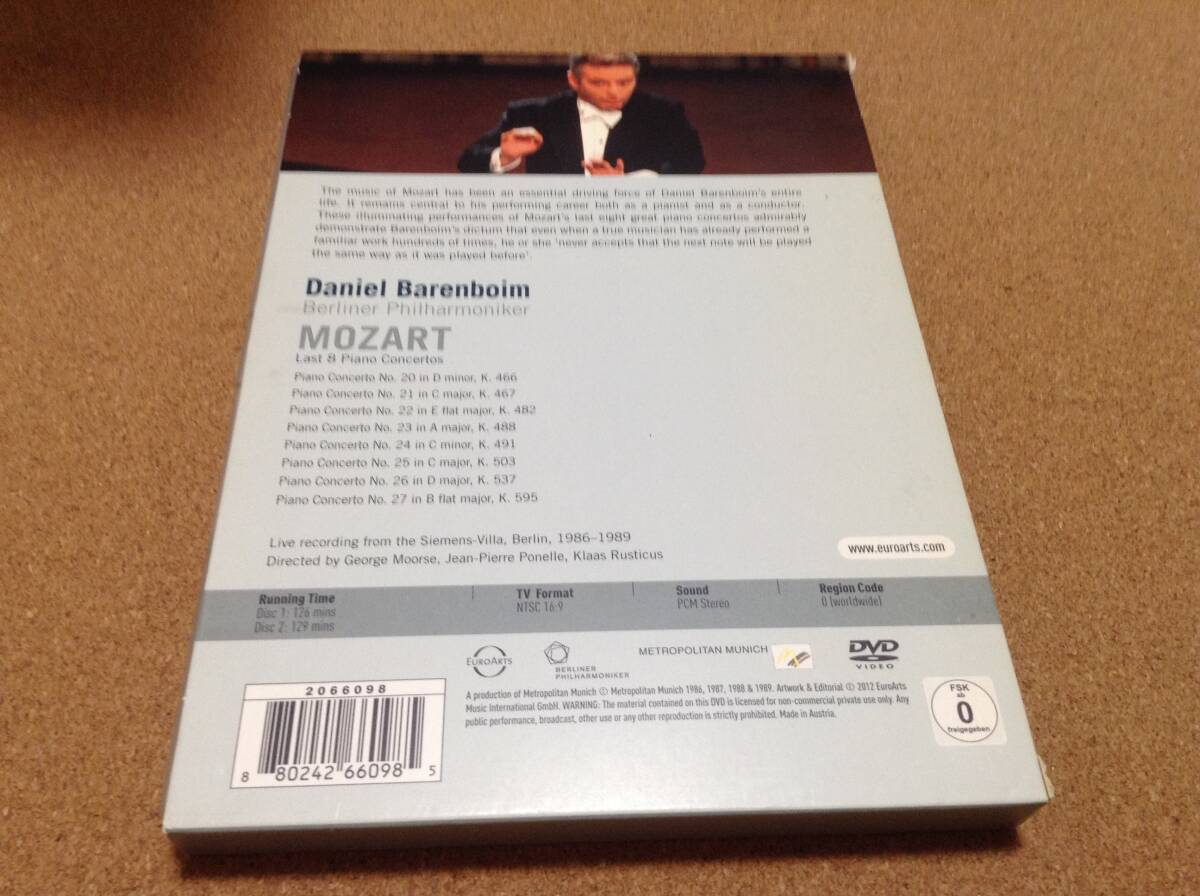 The music of Mozart has been an essential driving force of Daniel Barenboim's entire
life. It remains central to his performing career both as a pianist and as a conductor.
These illuminating performances of Mozart's last eight great piano concertos admirably
demonstrate Barenboim's dictum that even when a true musician has already performed a
familiar work hundreds of times, he or she 'never accepts that the next note will be played
the same way as it was played before'.
Daniel Barenboim
Berliner Philharmoniker
MOZART
Last 8 Piano Concertos
Piano Concerto No. 20 in D minor, K. 466
Piano Concerto No. 21 in C major, K. 467
Piano Concerto No. 22 in E flat major, K. 482
Piano Concerto No. 23 in A major, K. 488
Piano Concerto No. 24 in C minor, K. 491
Piano Concerto No. 25 in C major, K. 503
Piano Concerto No. 26 in D major, K. 537
Piano Concerto No. 27 in B flat major, K. 595
Live recording from the Siemens-Villa, Berlin, 1986–1989
Directed by George Moorse, Jean-Pierre Ponelle, Klaas Rusticus
www.euroarts.com
Running Time
Disc 1: 126 mins
Disc 2: 129 mins
TV Format
NTSC 16:9
Sound
PCM Stereo
Region Code
0 (worldwide)
EUROARTS
BERLINER
PHILHARMONIKER
METROPOLITAN MUNICH
DVD
VIDEO
2066098
8 80242 66098 5
A production of Metropolitan Munich © Metropolitan Munich 1986, 1987, 1988 & 1989. Artwork & Editorial © 2012 EuroArts
Music International GmbH. WARNING: The material contained on this DVD is licensed for non-commercial private use only. Any
public performance, broadcast, other use or any other reproduction is strictly prohibited. Made in Austria.
FSK
ab
0
freigegeben